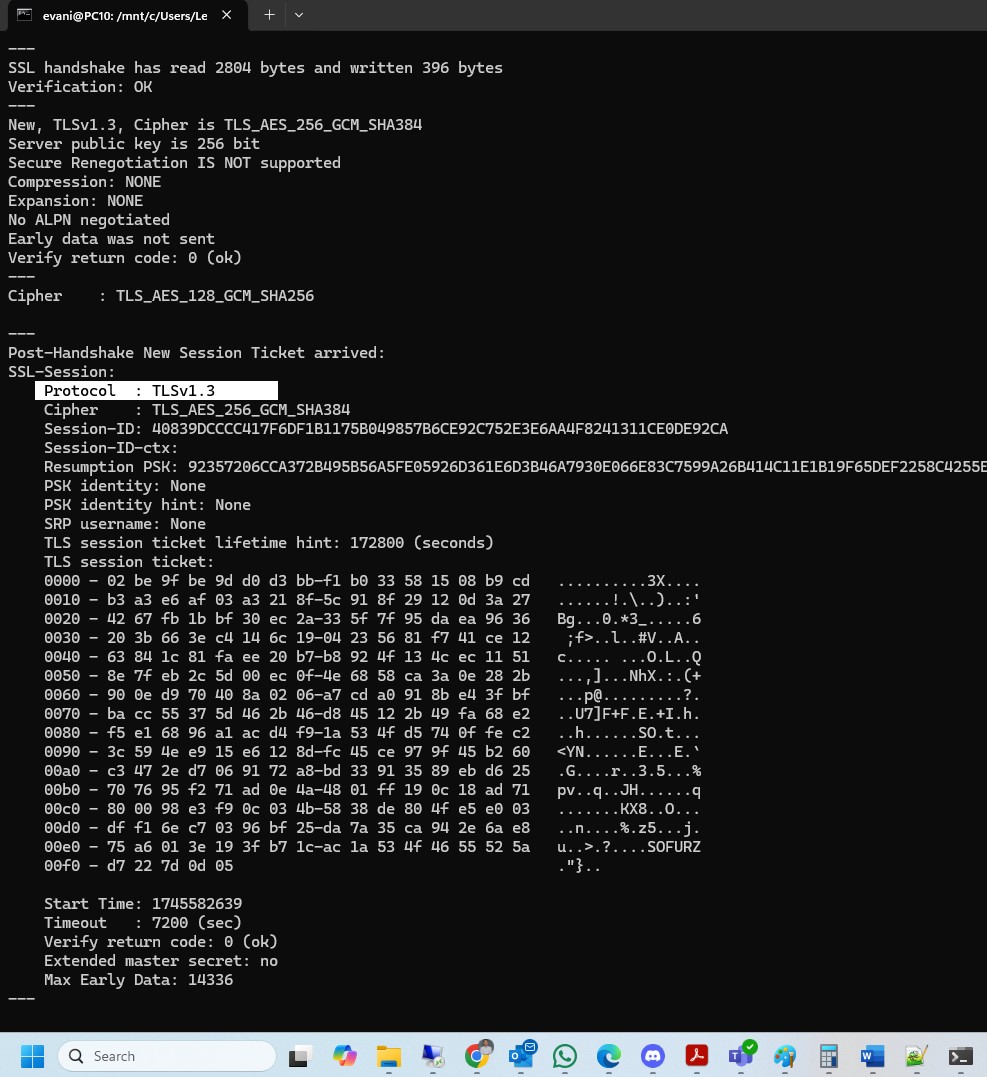 evani@PC10: /mnt/c/Users/Le
---
SSL handshake has read 2804 bytes and written 396 bytes
Verification: OK
---
New, TLSv1.3, Cipher is TLS_AES_256_GCM_SHA384
Server public key is 256 bit
Secure Renegotiation IS NOT supported
Compression: NONE
Expansion: NONE
No ALPN negotiated
Early data was not sent
Verify return code: 0 (ok)
---
Cipher    : TLS_AES_128_GCM_SHA256
---
Post-Handshake New Session Ticket arrived:
SSL-Session:
    Protocol  : TLSv1.3
    Cipher    : TLS_AES_256_GCM_SHA384
    Session-ID: 40839DCCCC417F6DF1B1175B049857B6CE92C752E3E6AA4F8241311CE0DE92CA
    Session-ID-ctx:
    Resumption PSK: 92357206CCA372B495B56A5FE05926D361E6D3B46A7930E066E83C7599A26B414C11E1B19F65DEF2258C4255E
    PSK identity: None
    PSK identity hint: None
    SRP username: None
    TLS session ticket lifetime hint: 172800 (seconds)
    TLS session ticket:
    0000 - 02 be 9f be 9d d0 d3 bb-f1 b0 33 58 15 08 b9 cd   ..........3X....
    0010 - b3 a3 e6 af 03 a3 21 8f-5c 91 8f 29 12 0d 3a 27   ......!.\..)..:'
    0020 - 42 67 fb 1b bf 30 ec 2a-33 5f 7f 95 da ea 96 36   Bg...0.*3_.....6
    0030 - 20 3b 66 3e c4 14 6c 19-04 23 56 81 f7 41 ce 12    ;f>..l..#V..A..
    0040 - 63 84 1c 81 fa ee 20 b7-b8 92 4f 13 4c ec 11 51   c..... ...O.L..Q
    0050 - 8e 7f eb 2c 5d 00 ec 0f-4e 68 58 ca 3a 0e 28 2b   ...,]...NhX.:.(+
    0060 - 90 0e d9 70 40 8a 02 06-a7 cd a0 91 8b e4 3f bf   ...p@.........?.
    0070 - ba cc 55 37 5d 46 2b 46-d8 45 12 2b 49 fa 68 e2   ..U7]F+F.E.+I.h.
    0080 - f5 e1 68 96 a1 ac d4 f9-1a 53 4f d5 74 0f fe c2   ..h......SO.t...
    0090 - 3c 59 4e e9 15 e6 12 8d-fc 45 ce 97 9f 45 b2 60   <YN......E...E.`
    00a0 - c3 47 2e d7 06 91 72 a8-bd 33 91 35 89 eb d6 25   .G....r..3.5...%
    00b0 - 70 76 95 f2 71 ad 0e 4a-48 01 ff 19 0c 18 ad 71   pv..q..JH......q
    00c0 - 80 00 98 e3 f9 0c 03 4b-58 38 de 80 4f e5 e0 03   .......KX8..O...
    00d0 - df f1 6e c7 03 96 bf 25-da 7a 35 ca 94 2e 6a e8   ..n....%.z5...j.
    00e0 - 75 a6 01 3e 19 3f b7 1c-ac 1a 53 4f 46 55 52 5a   u..>.?....SOFURZ
    00f0 - d7 22 7d 0d 05                                    ."}..
    Start Time: 1745582639
    Timeout   : 7200 (sec)
    Verify return code: 0 (ok)
    Extended master secret: no
    Max Early Data: 14336
---
Search